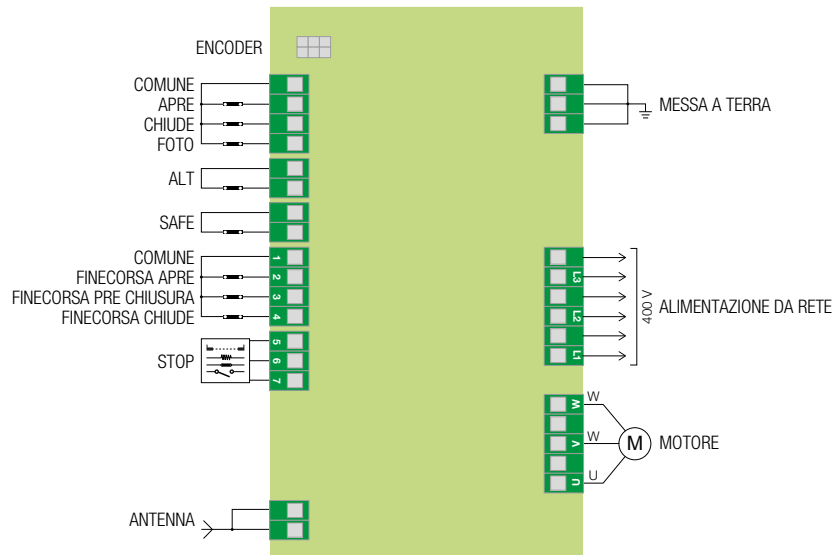 ENCODER
COMUNE
APRE
CHIUDE
FOTO
ALT
SAFE
COMUNE
FINECORSA APRE
FINECORSA PRE CHIUSURA
FINECORSA CHIUDE
STOP
ANTENNA
1
2
3
4
5
6
7
MESSA A TERRA
L3
L2
L1
400 V
ALIMENTAZIONE DA RETE
W
V
U
W
W
U
M
MOTORE